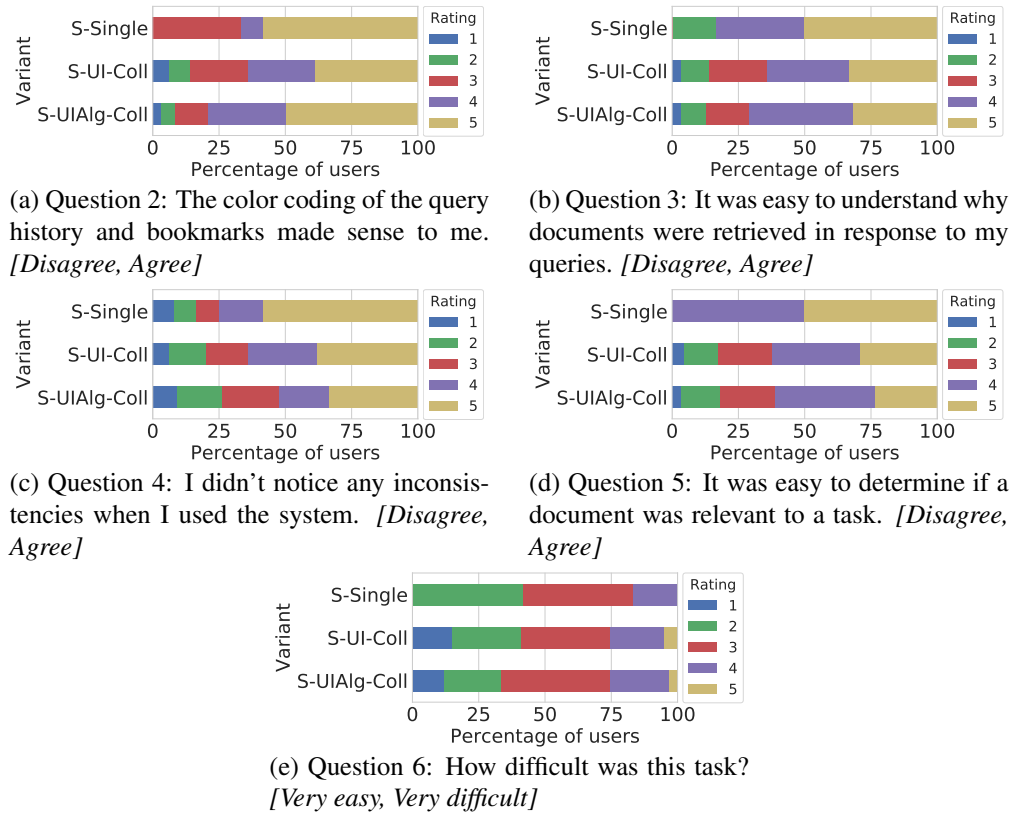 Variant
S-Single
S-UI-Coll
S-UIAlg-Coll
0 25 50 75 100
Percentage of users
Rating
1
2
3
4
5
(a) Question 2: The color coding of the query
history and bookmarks made sense to me.
[Disagree, Agree]
Variant
S-Single
S-UI-Coll
S-UIAlg-Coll
0 25 50 75 100
Percentage of users
Rating
1
2
3
4
5
(b) Question 3: It was easy to understand why
documents were retrieved in response to my
queries. [Disagree, Agree]
Variant
S-Single
S-UI-Coll
S-UIAlg-Coll
0 25 50 75 100
Percentage of users
Rating
1
2
3
4
5
(c) Question 4: I didn't notice any inconsis-
tencies when I used the system. [Disagree,
Agree]
Variant
S-Single
S-UI-Coll
S-UIAlg-Coll
0 25 50 75 100
Percentage of users
Rating
1
2
3
4
5
(d) Question 5: It was easy to determine if a
document was relevant to a task. [Disagree,
Agree]
Variant
S-Single
S-UI-Coll
S-UIAlg-Coll
0 25 50 75 100
Percentage of users
Rating
1
2
3
4
5
(e) Question 6: How difficult was this task?
[Very easy, Very difficult]